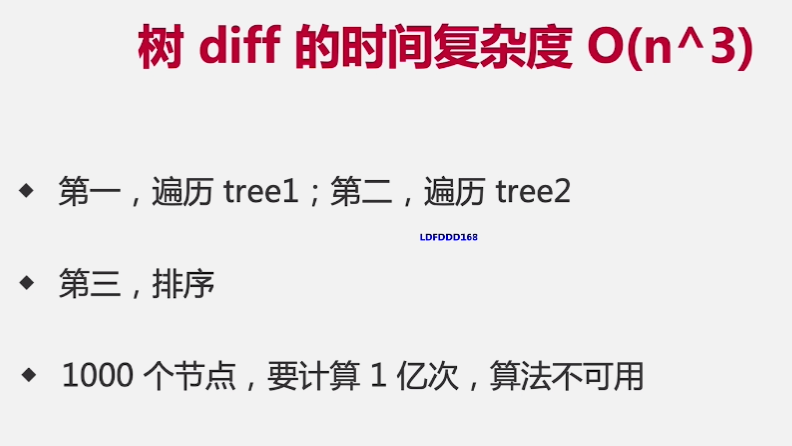 树 diff 的时间复杂度 O(n^3)
第一，遍历 tree1；第二，遍历 tree2
LDFDDD168
第三，排序
1000 个节点，要计算 1 亿次，算法不可用